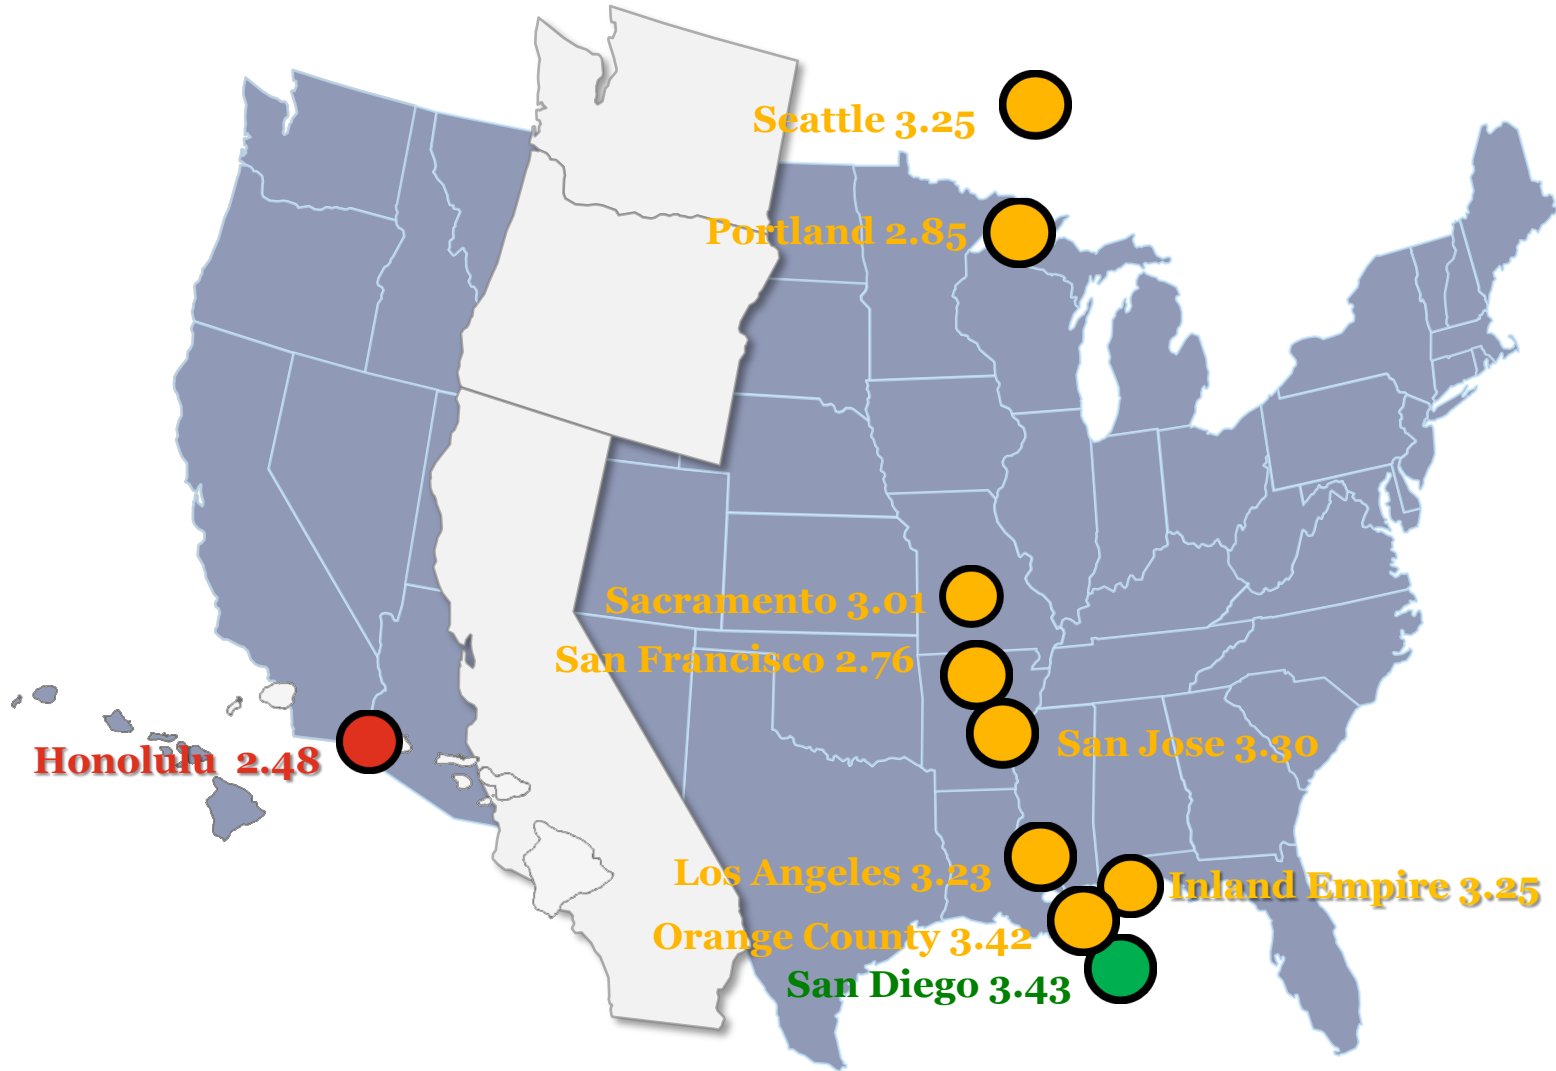 Seattle 3.25
Portland 2.85
Sacramento 3.01
San Francisco 2.76
San Jose 3.30
Honolulu 2.48
Los Angeles 3.23
Inland Empire 3.25
Orange County 3.42
San Diego 3.43